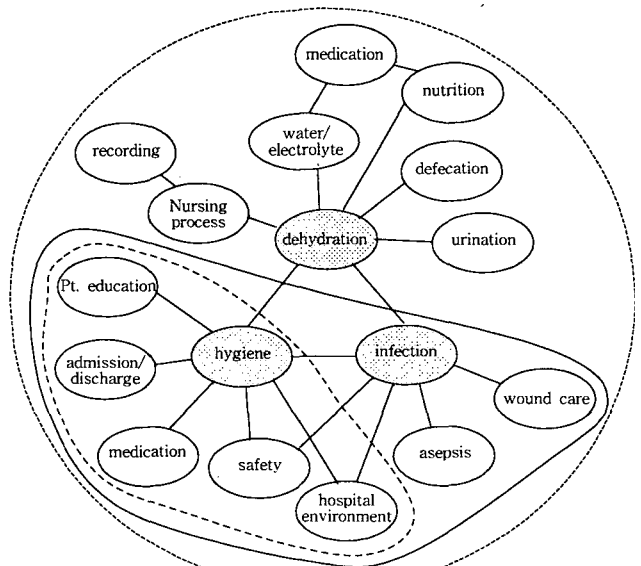 medication
nutrition
water/
electrolyte
recording
defecation
Nursing
process
dehydration
urination
Pt. education
hygiene
infection
admission/
discharge
wound care
medication
safety
asepsis
hospital
environment